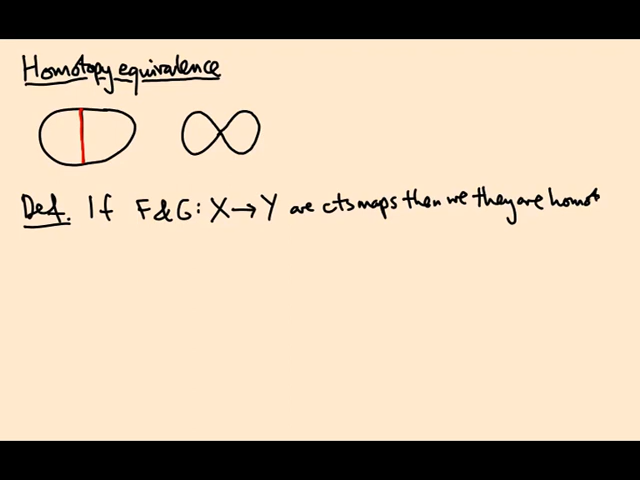 Homotopy equivalence
Def. If F & G: X → Y are cts maps then we they are homot